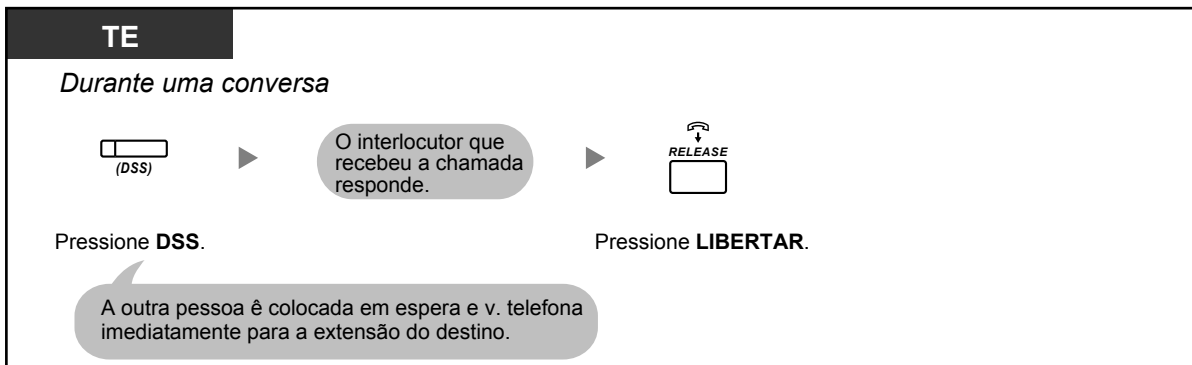 TE
Durante uma conversa
(DSS)
O interlocutor que
recebeu a chamada
responde.
RELEASE
Pressione DSS.
Pressione LIBERTAR.
A outra pessoa ê colocada em espera e v. telefona
imediatamente para a extensão do destino.